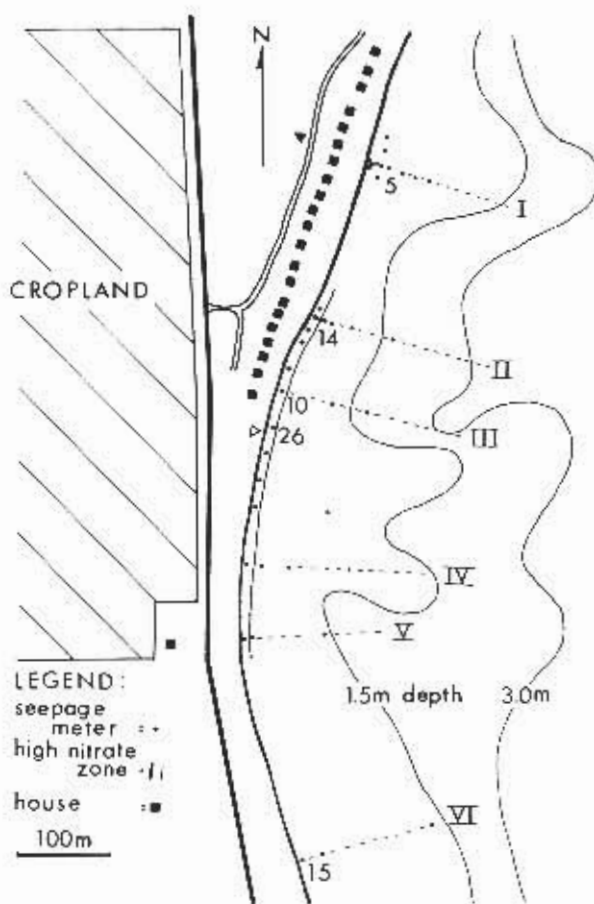 N
5
I
CROPLAND
14
II
10
III
26
IV
V
LEGEND:
seepage
meter
high nitrate
zone
house
100m
1.5m depth 3.0m
VI
15